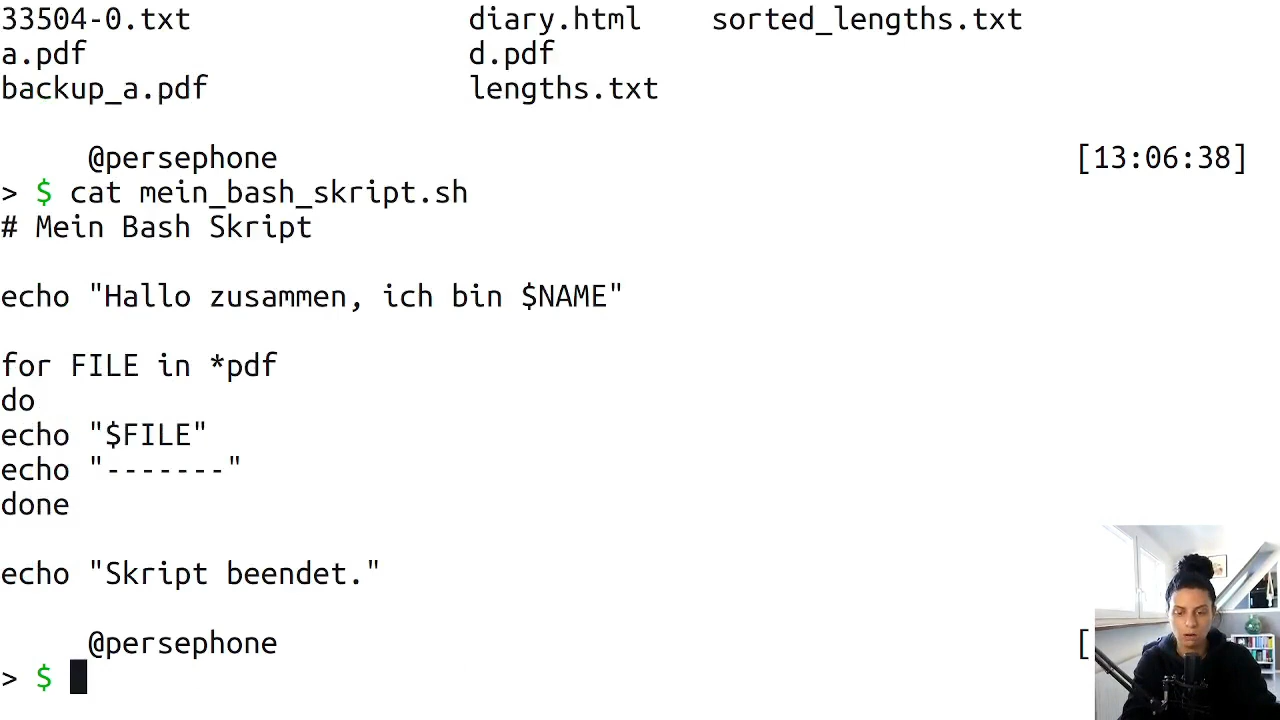 33504-0.txt diary.html sorted_lengths.txt
a.pdf d.pdf
backup_a.pdf lengths.txt
@persephone [13:06:38]
> $ cat mein_bash_skript.sh
# Mein Bash Skript
echo "Hallo zusammen, ich bin $NAME"
for FILE in *pdf
do
echo "$FILE"
echo "-------"
done
echo "Skript beendet."
@persephone [
> $